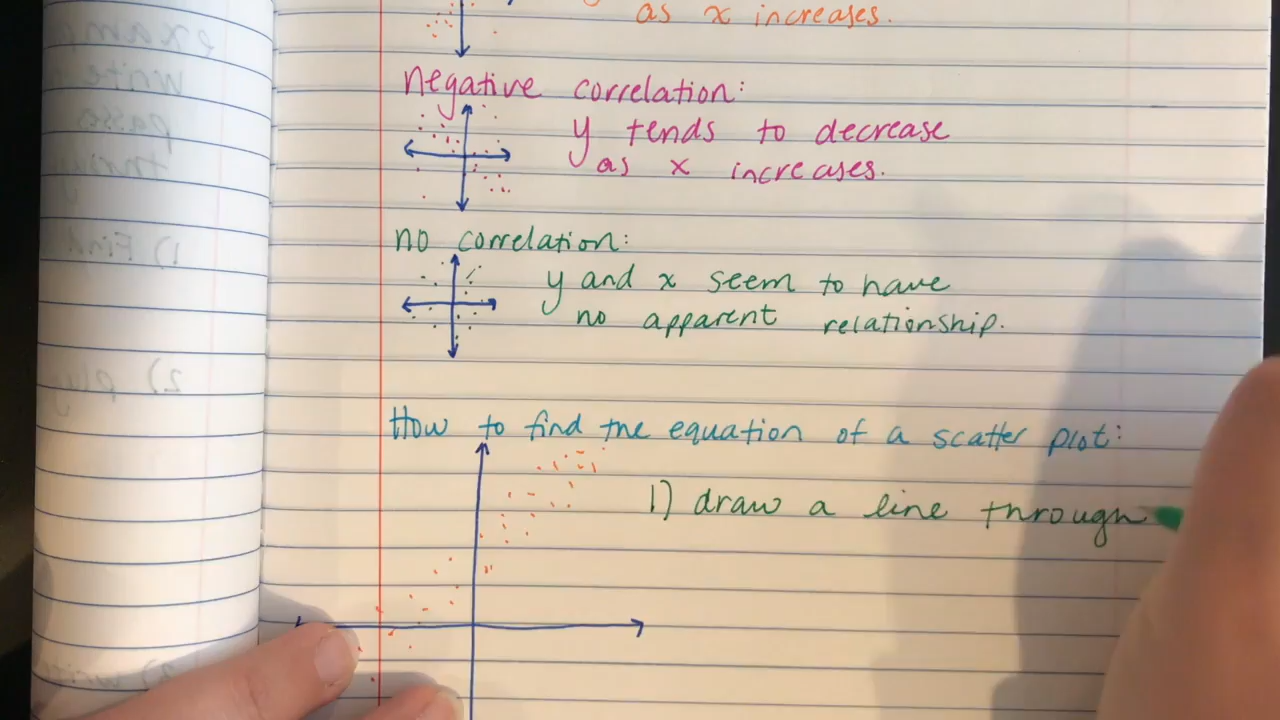 as x increases.
negative correlation:
y tends to decrease
as x increases.
no correlation:
y and x seem to have
no apparent relationship.
How to find the equation of a scatter plot:
1) draw a line through